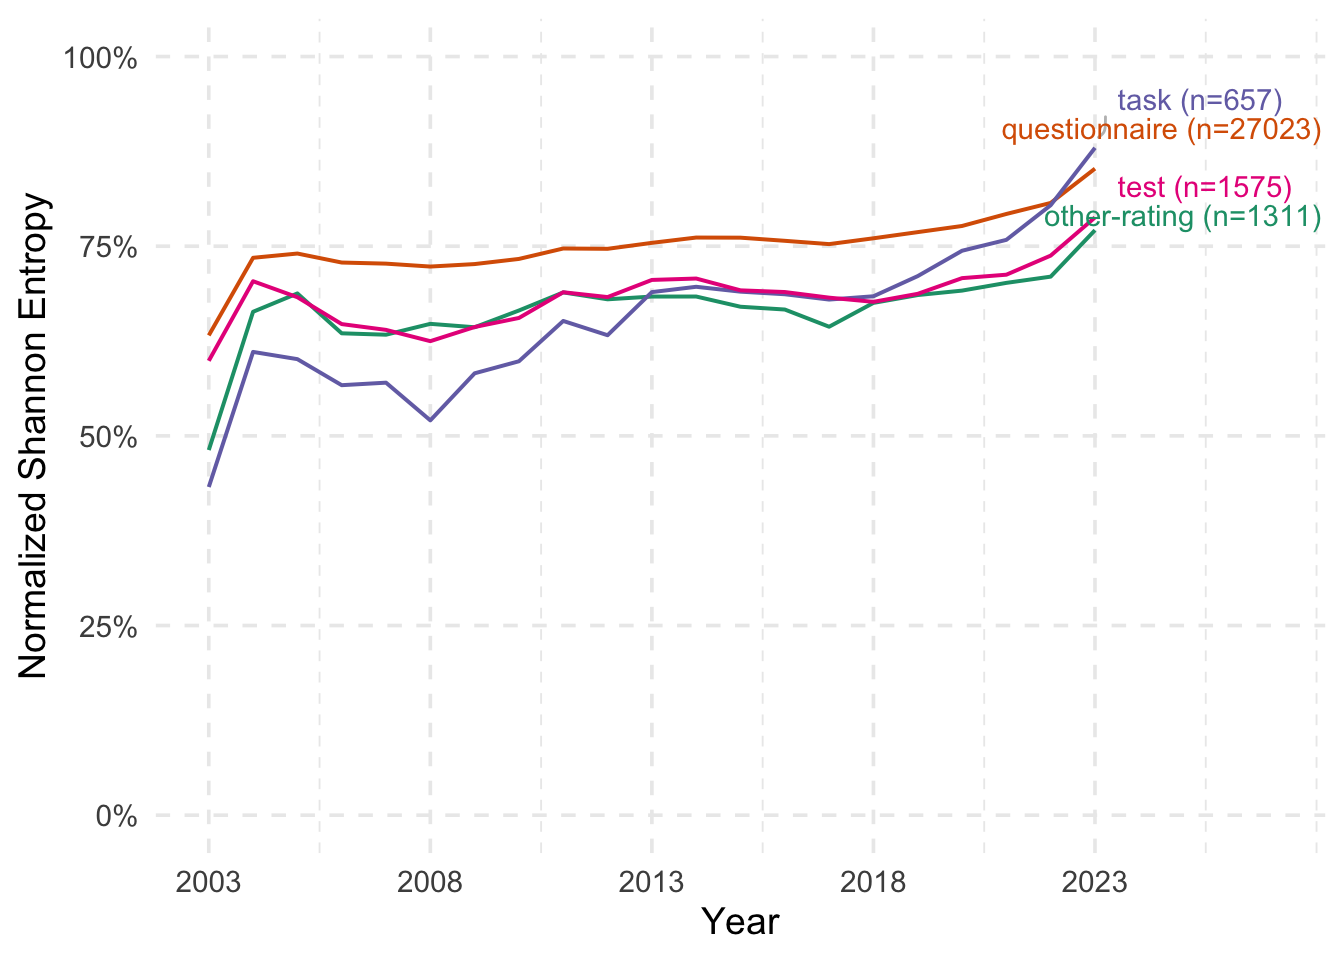 100%
task (n=657)
questionnaire (n=27023)
test (n=1575)
other-rating (n=1311)
75%
50%
25%
0%
Normalized Shannon Entropy
2003 2008 2013 2018 2023
Year